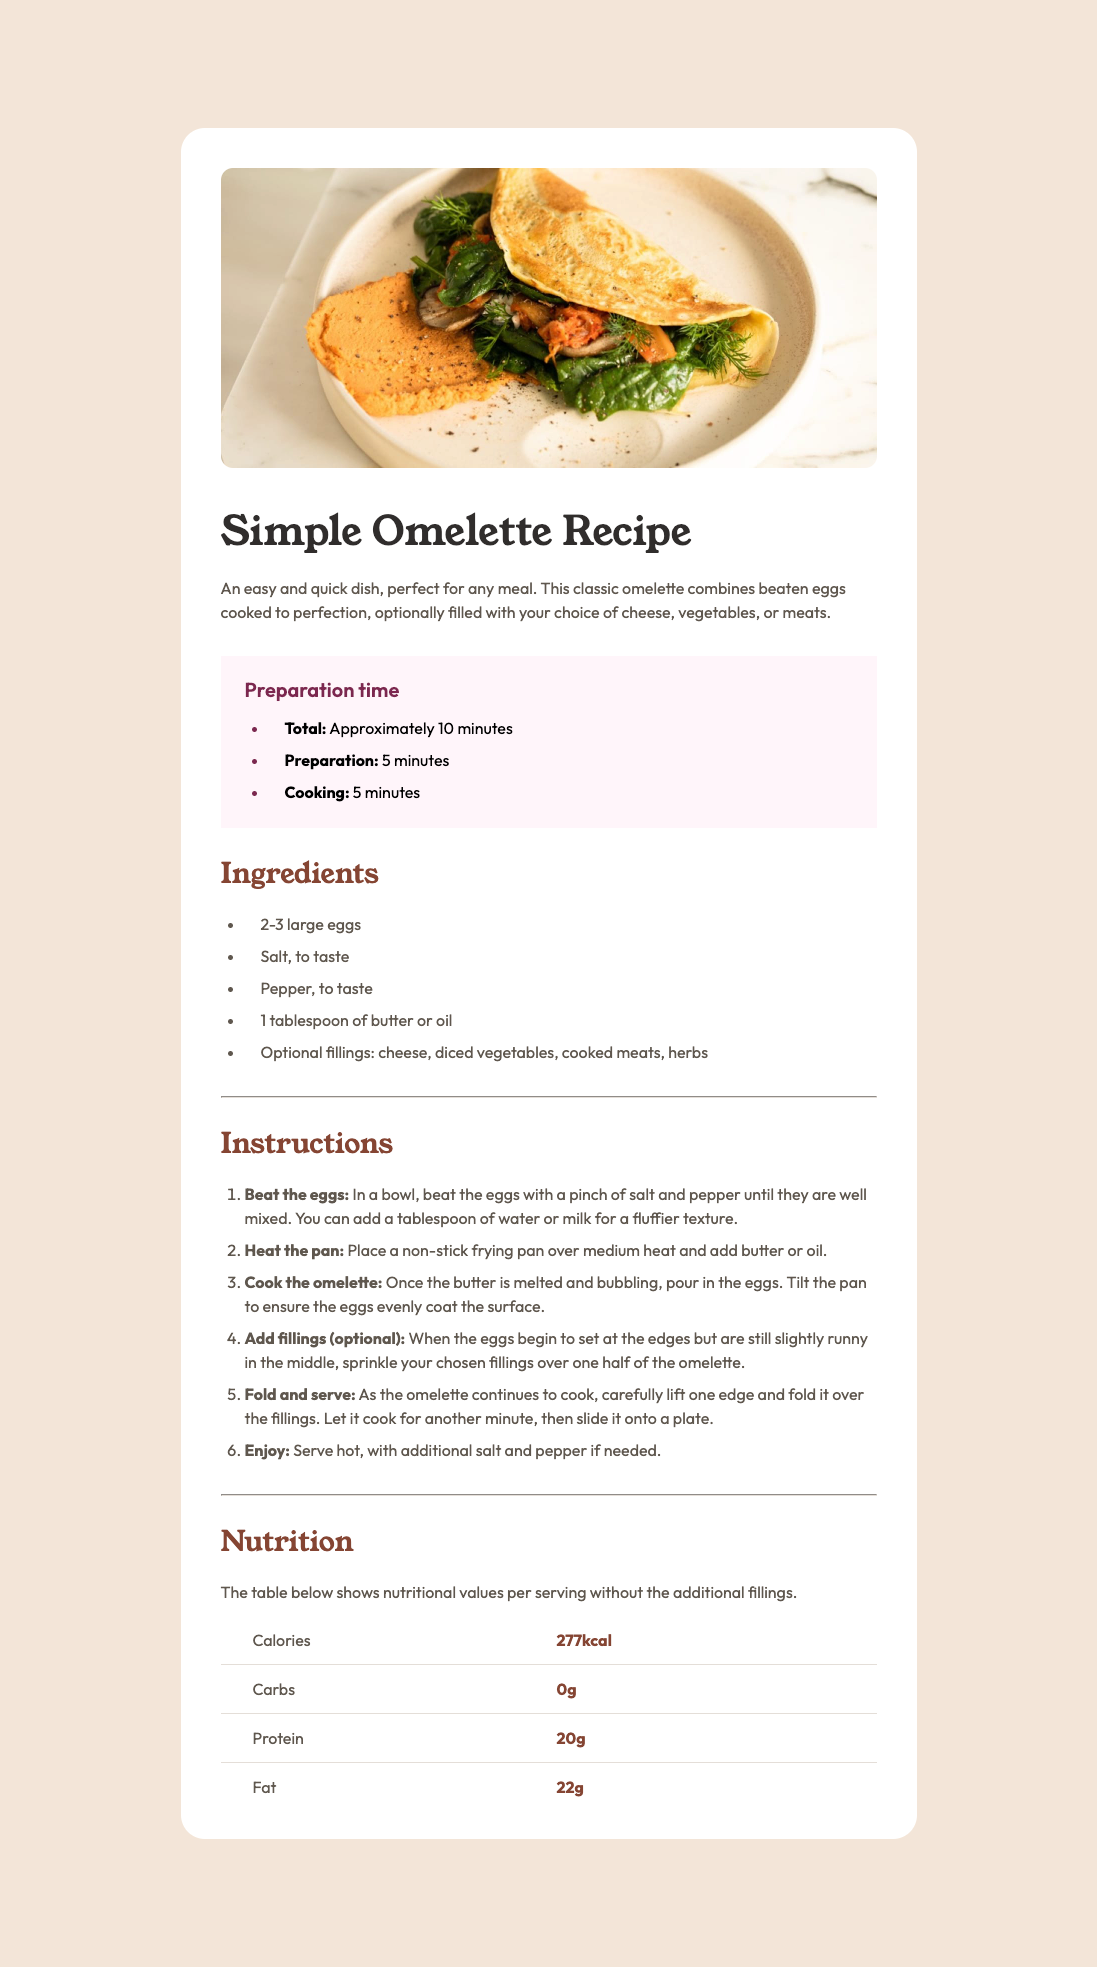 Simple Omelette Recipe
An easy and quick dish, perfect for any meal. This classic omelette combines beaten eggs
cooked to perfection, optionally filled with your choice of cheese, vegetables, or meats.
Preparation time
• Total: Approximately 10 minutes
• Preparation: 5 minutes
• Cooking: 5 minutes
Ingredients
• 2-3 large eggs
• Salt, to taste
• Pepper, to taste
• 1 tablespoon of butter or oil
• Optional fillings: cheese, diced vegetables, cooked meats, herbs
Instructions
1. Beat the eggs: In a bowl, beat the eggs with a pinch of salt and pepper until they are well
mixed. You can add a tablespoon of water or milk for a fluffier texture.
2. Heat the pan: Place a non-stick frying pan over medium heat and add butter or oil.
3. Cook the omelette: Once the butter is melted and bubbling, pour in the eggs. Tilt the pan
to ensure the eggs evenly coat the surface.
4. Add fillings (optional): When the eggs begin to set at the edges but are still slightly runny
in the middle, sprinkle your chosen fillings over one half of the omelette.
5. Fold and serve: As the omelette continues to cook, carefully lift one edge and fold it over
the fillings. Let it cook for another minute, then slide it onto a plate.
6. Enjoy: Serve hot, with additional salt and pepper if needed.
Nutrition
The table below shows nutritional values per serving without the additional fillings.
Calories 277kcal
Carbs 0g
Protein 20g
Fat 22g